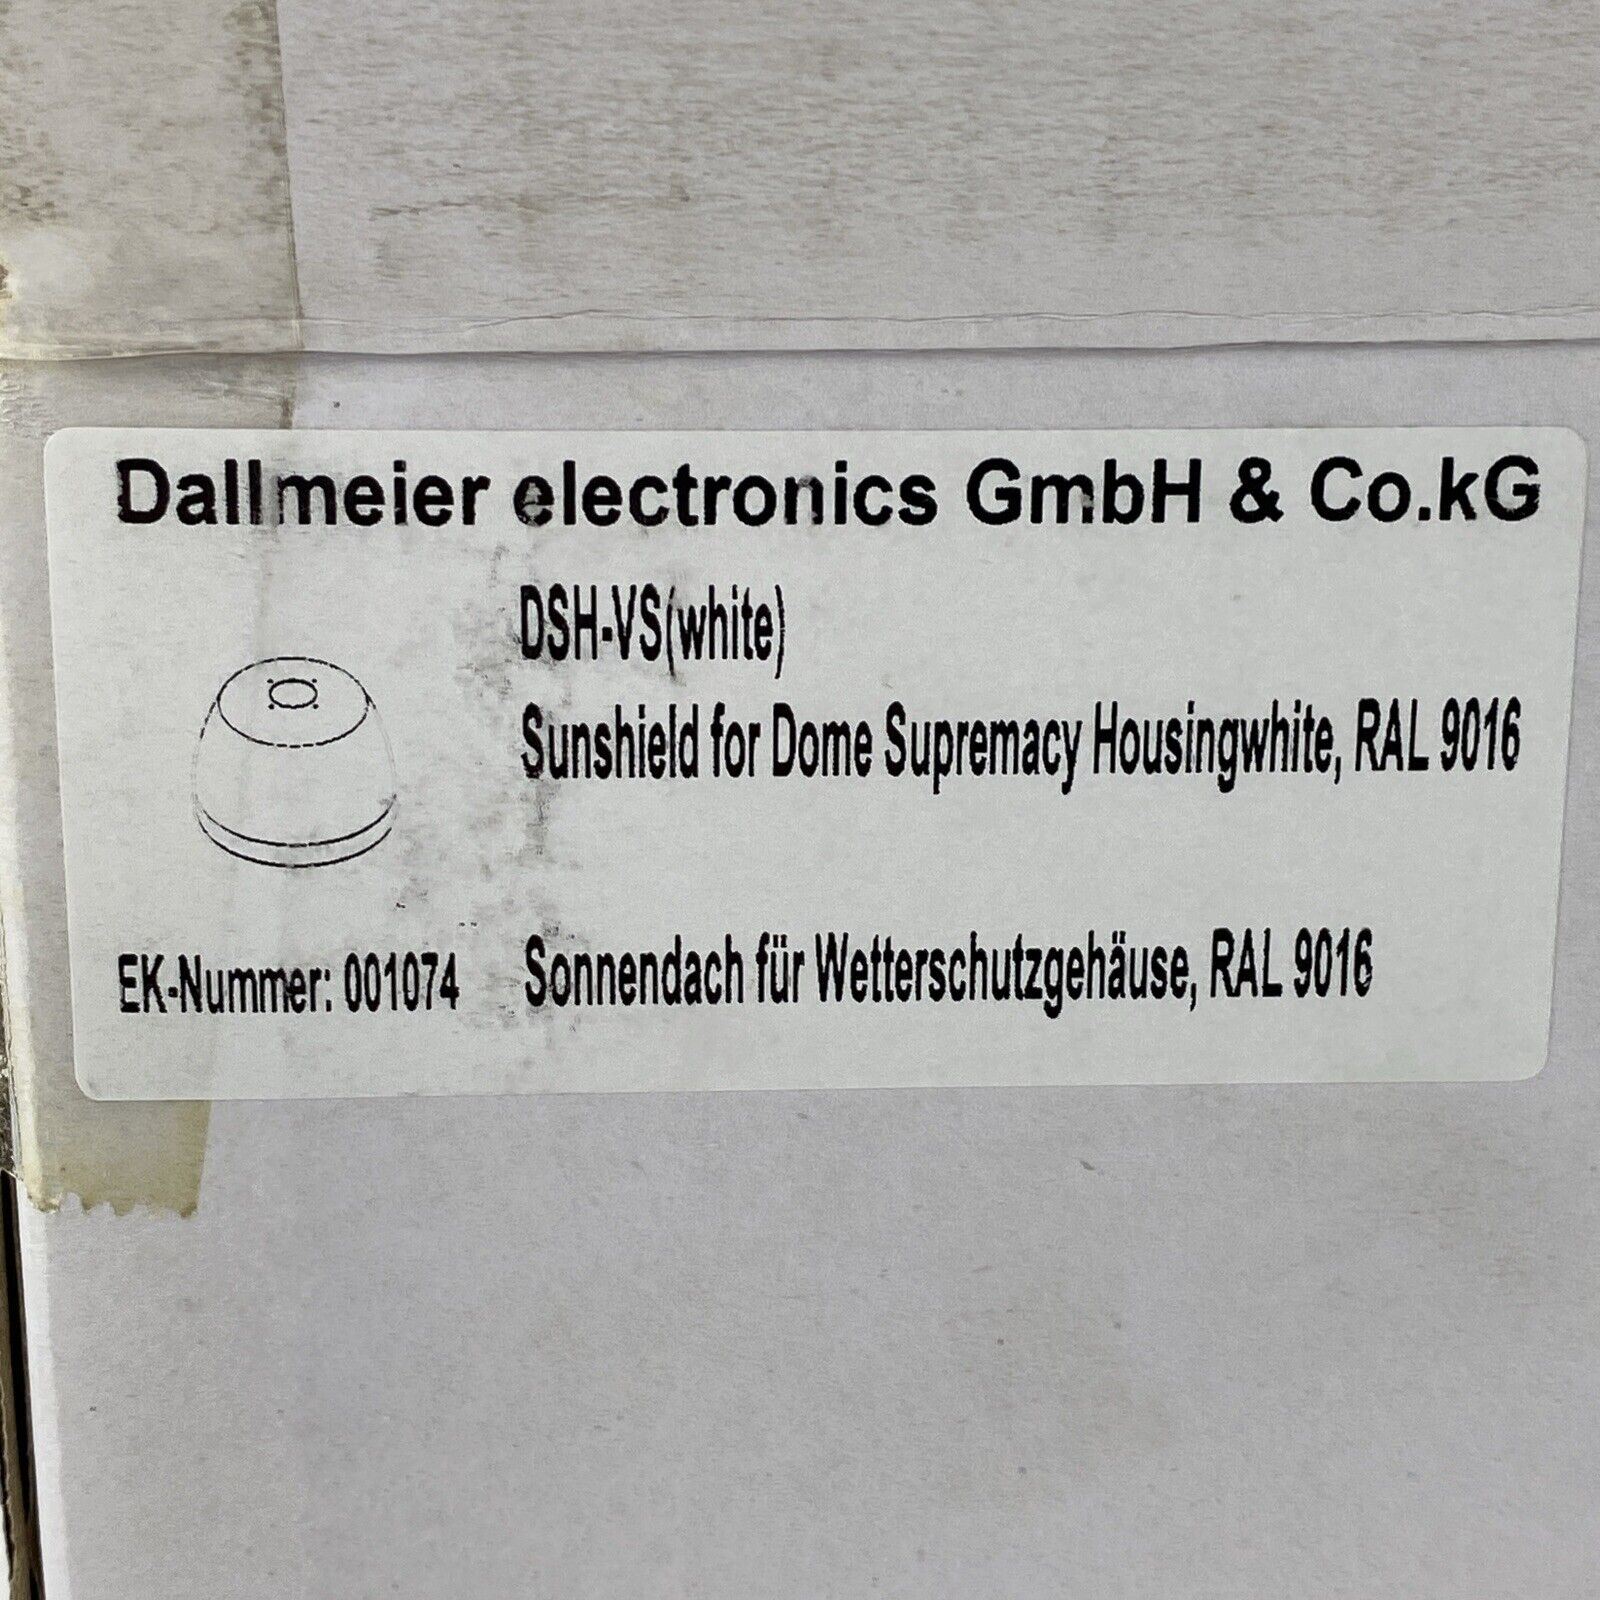 Dallmeier electronics GmbH & Co.kG
DSH-VS(white)
Sunshield for Dome Supremacy Housingwhite, RAL 9016
EK-Nummer: 001074
Sonnendach für Wetterschutzgehäuse, RAL 9016